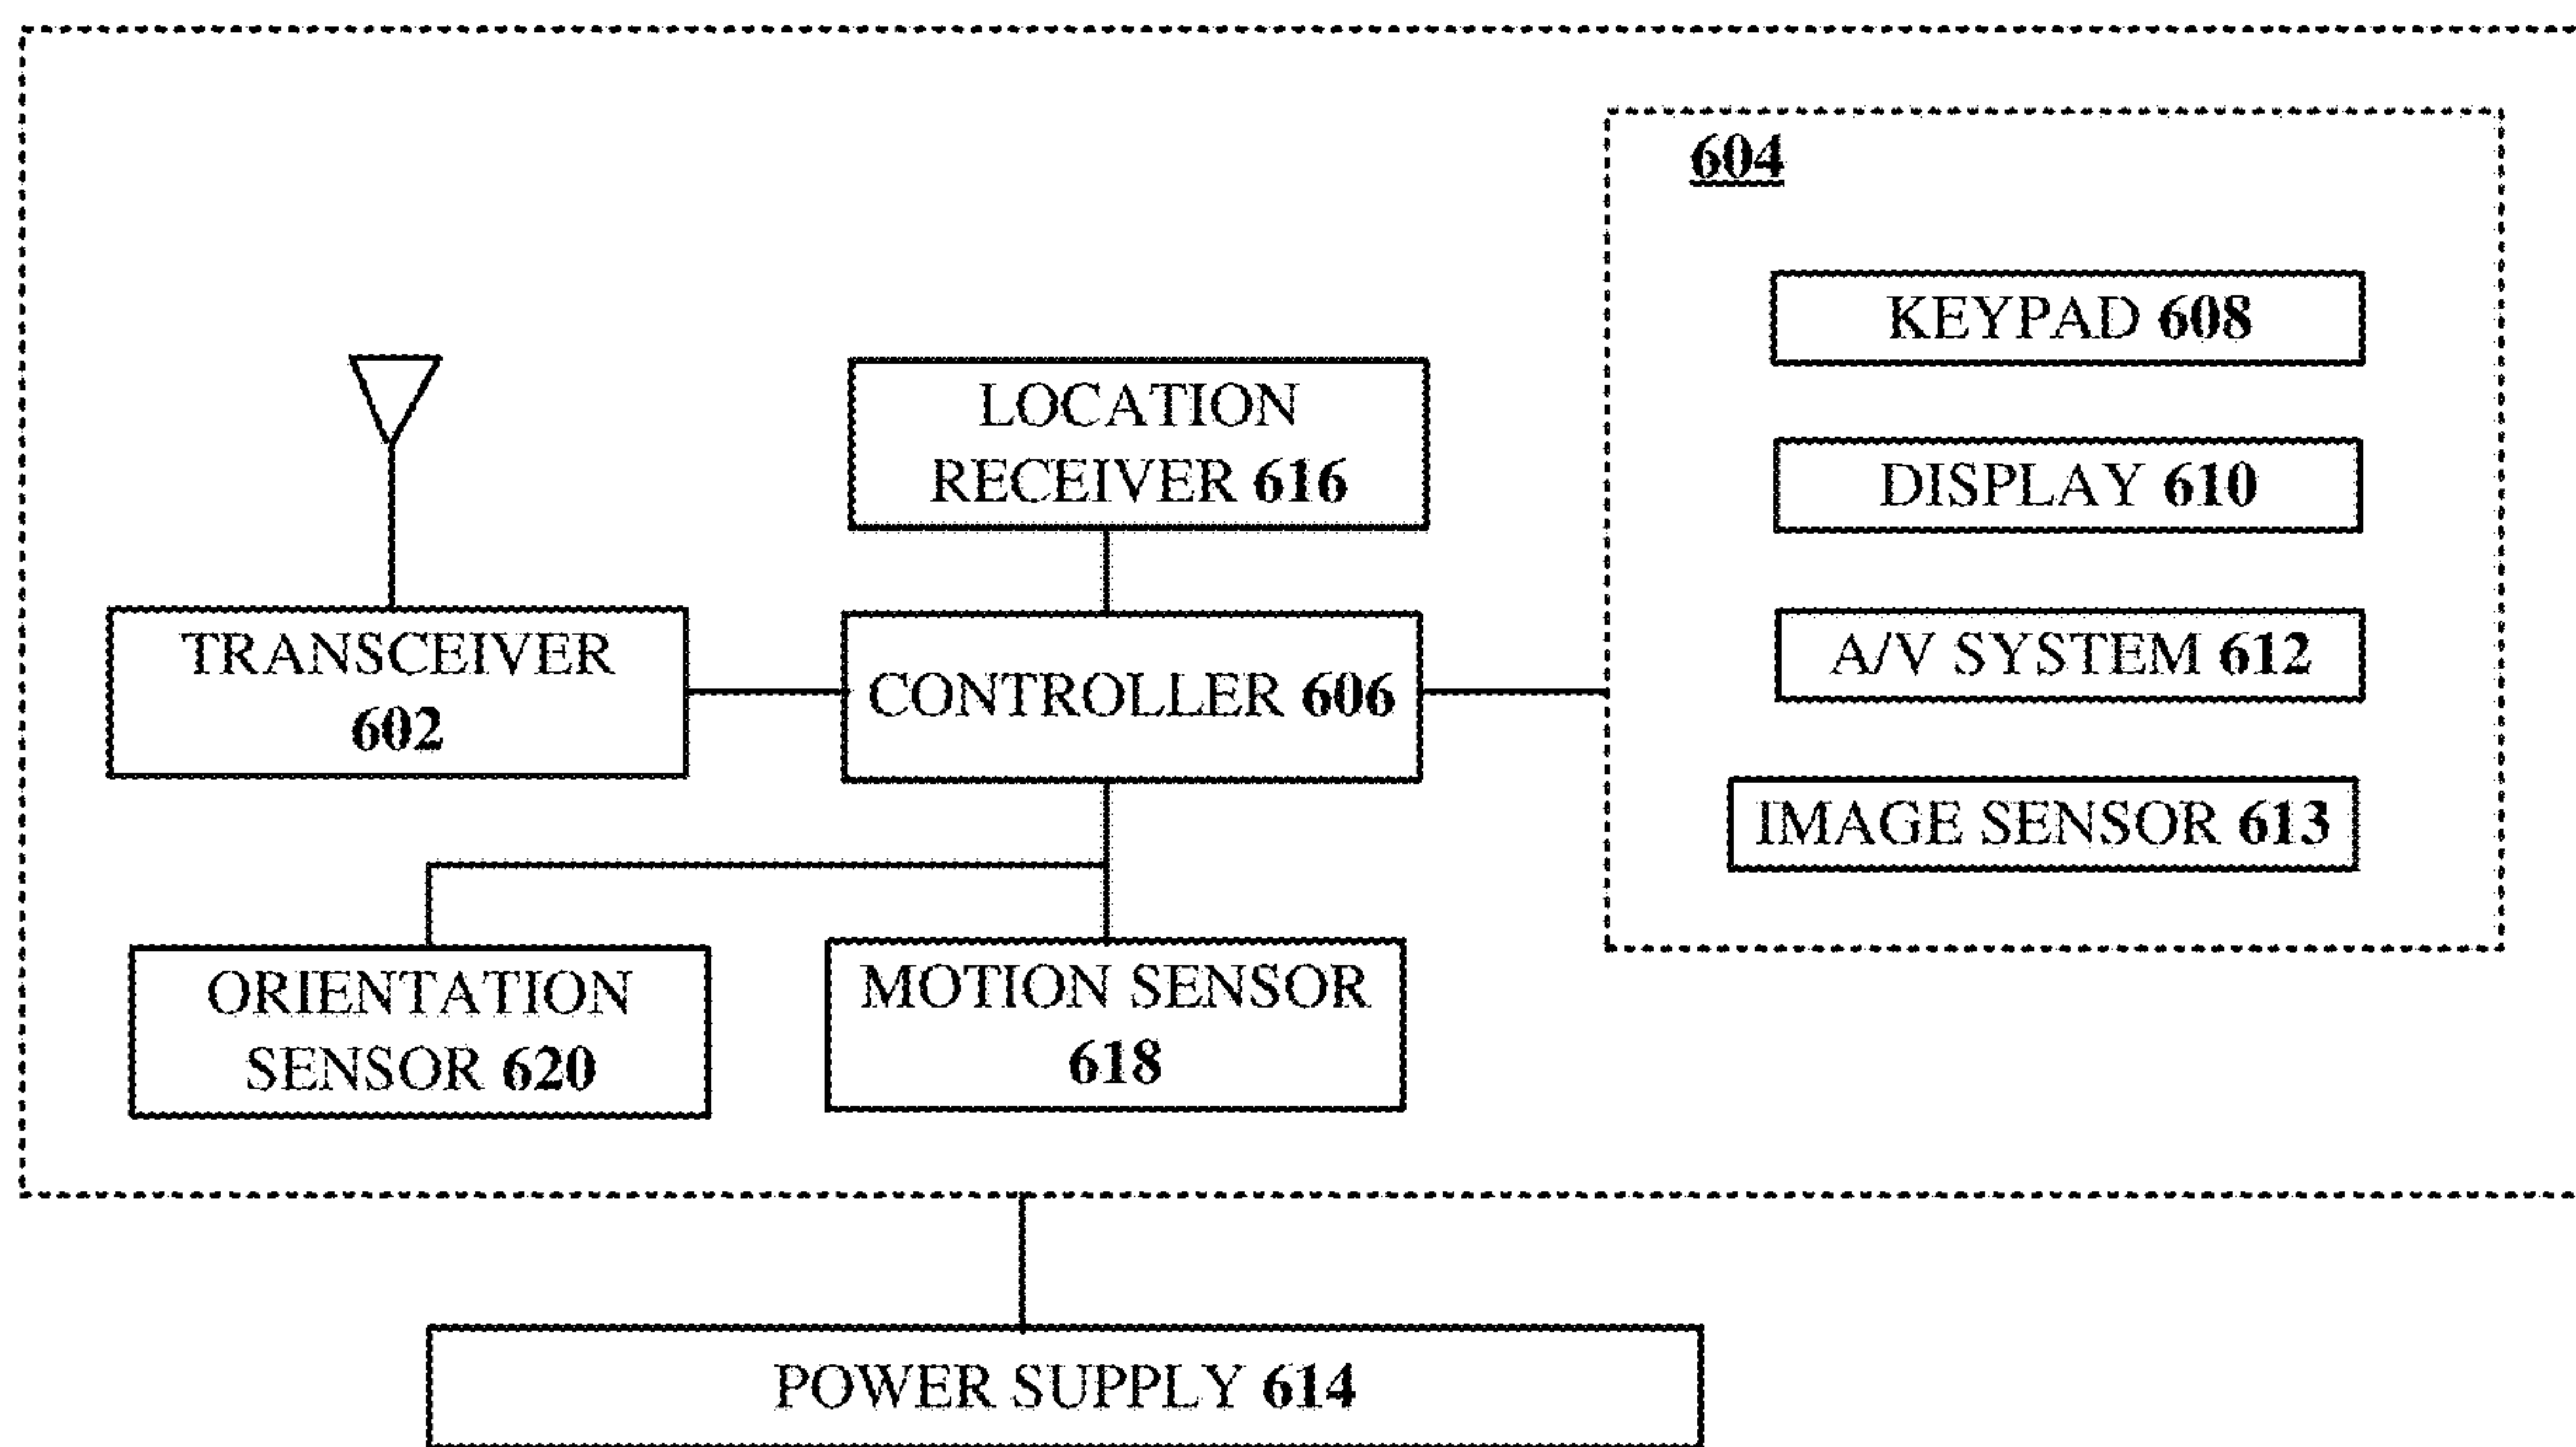 604
KEYPAD 608
DISPLAY 610
A/V SYSTEM 612
IMAGE SENSOR 613
LOCATION
RECEIVER 616
TRANSCEIVER
602
CONTROLLER 606
ORIENTATION
SENSOR 620
MOTION SENSOR
618
POWER SUPPLY 614